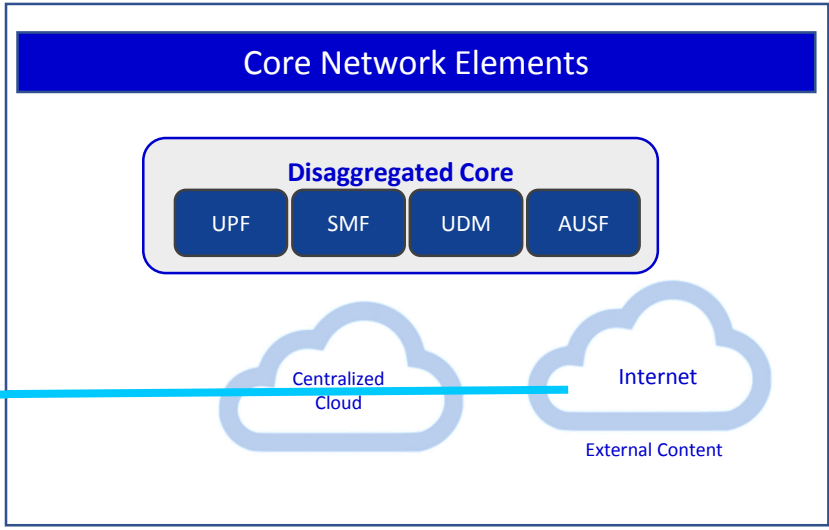 Core Network Elements
Disaggregated Core
UPF SMF UDM AUSF
Centralized
Cloud
Internet
External Content